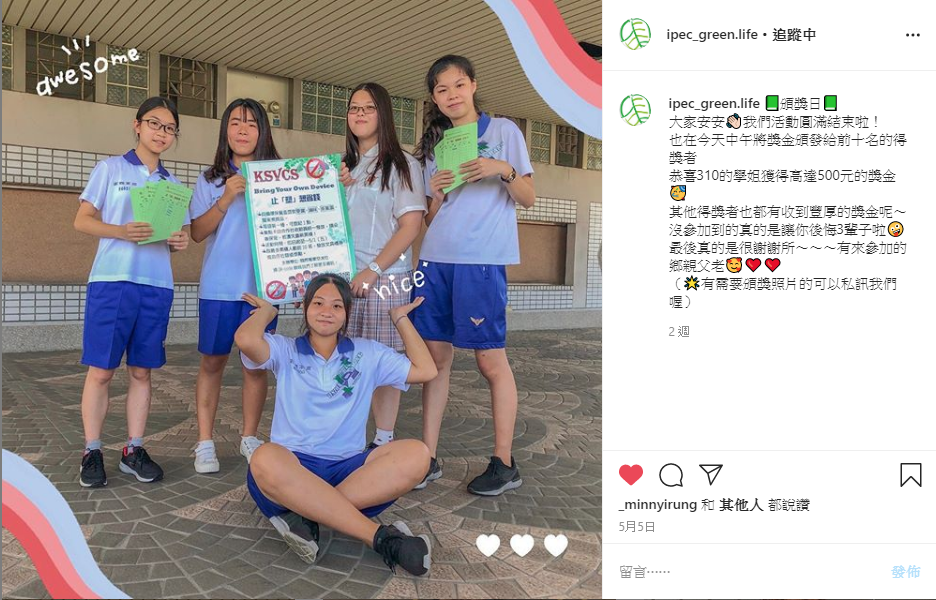 awesome
KSVCS
Bring Your Own Device
止「塑」想省錢
nice
ipec_green.life • 追蹤中
ipec_green.life 📗頒獎日📗
大家安安👏🏻我們活動圓滿結束啦！
也在今天中午將獎金頒發給前十名的得
獎者
恭喜310的學姐獲得高達500元的獎金
🥳
其他得獎者也都有收到豐厚的獎金呢～
沒參加到的真的是讓你後悔3輩子啦🤪
最後真的是很謝謝所～～～有來參加的
鄉親父老🥰❤️❤️
（🌟有需要頒獎照片的可以私訊我們
喔）
2 週
_minnyirung 和 其他人 都說讚
5月5日
留言⋯⋯
發佈